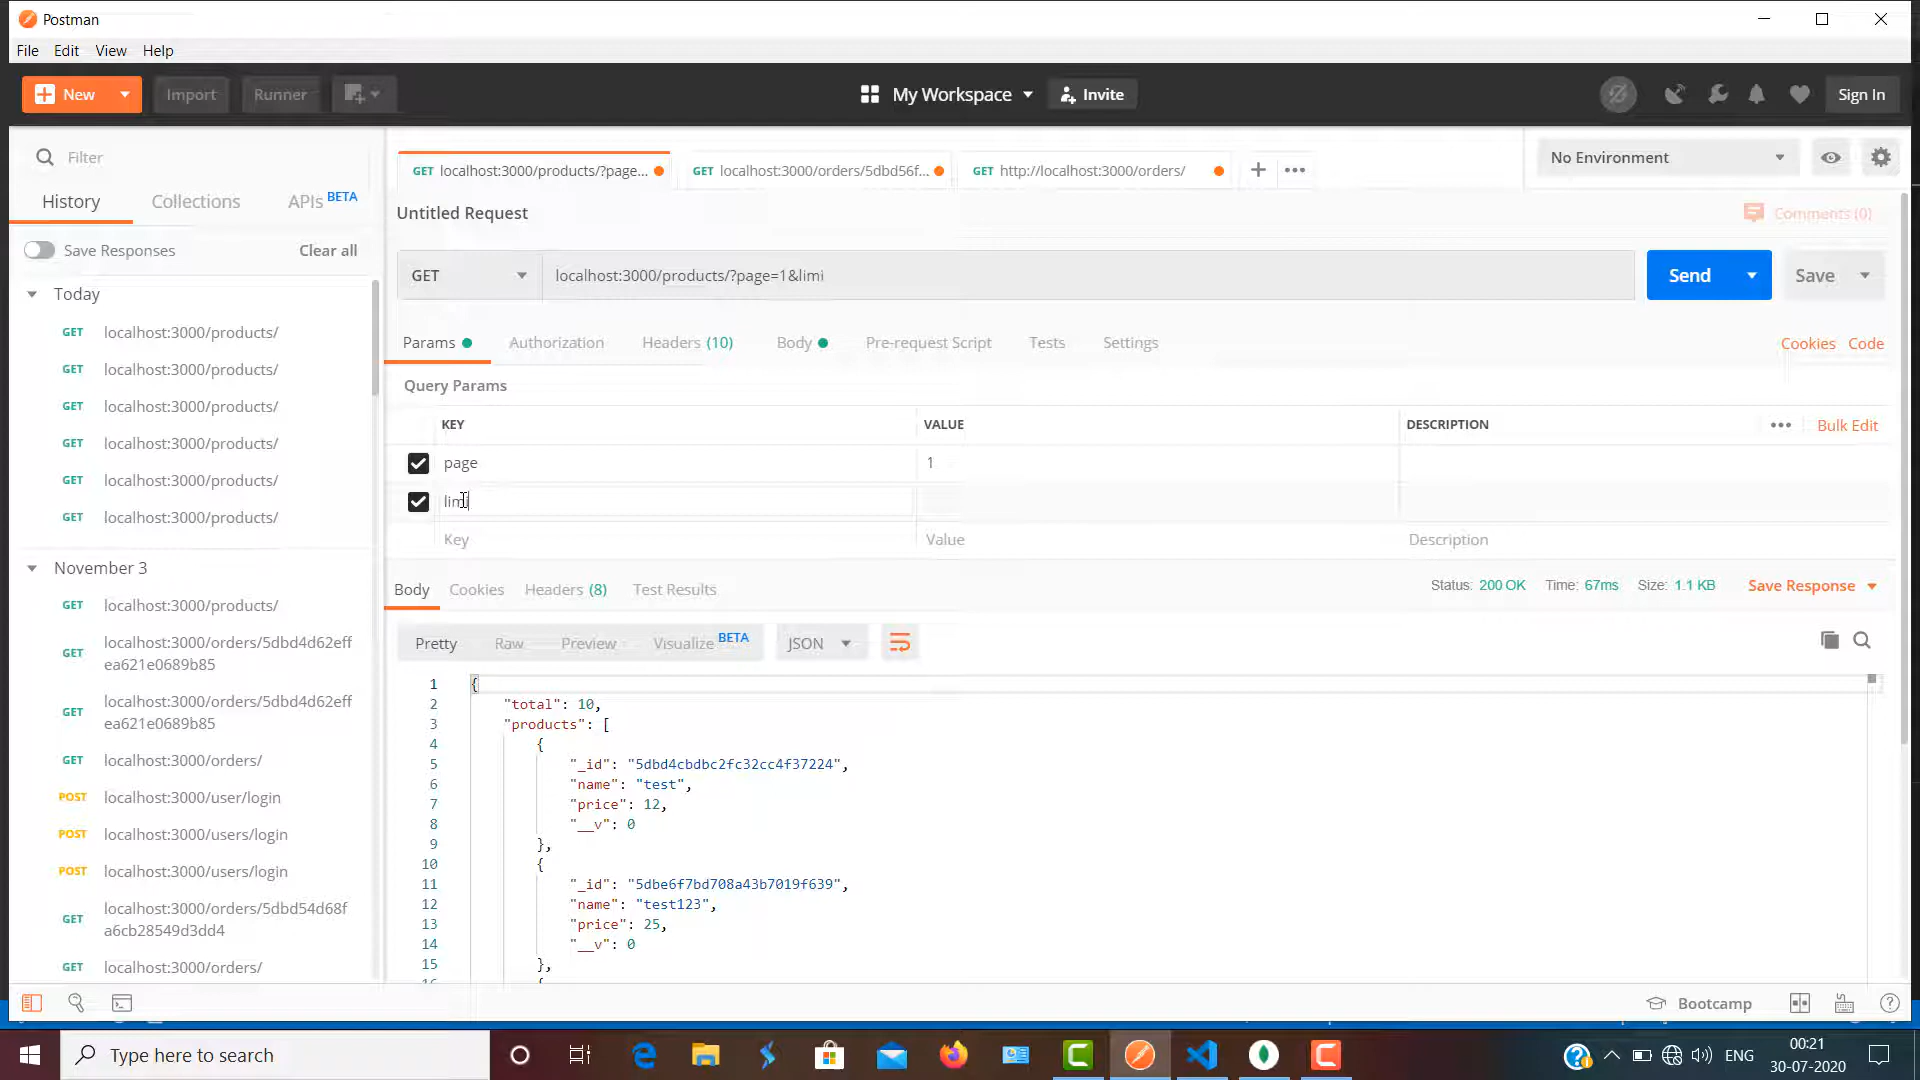 Postman
File Edit View Help
New Import Runner My Workspace Invite Sign In
Filter
History Collections APIs BETA
Save Responses Clear all
Today
GET localhost:3000/products/
GET localhost:3000/products/
GET localhost:3000/products/
GET localhost:3000/products/
GET localhost:3000/products/
GET localhost:3000/products/
November 3
GET localhost:3000/products/
GET localhost:3000/orders/5dbd4d62eff
ea621e0689b85
GET localhost:3000/orders/5dbd4d62eff
ea621e0689b85
GET localhost:3000/orders/
POST localhost:3000/user/login
POST localhost:3000/users/login
POST localhost:3000/users/login
GET localhost:3000/orders/5dbd54d68f
a6cb28549d3dd4
GET localhost:3000/orders/
GET localhost:3000/products/?page... GET localhost:3000/orders/5dbd56f... GET http://localhost:3000/orders/
No Environment
Untitled Request Comments (0)
GET localhost:3000/products/?page=1&limi Send Save
Params Authorization Headers (10) Body Pre-request Script Tests Settings Cookies Code
Query Params
KEY VALUE DESCRIPTION Bulk Edit
page 1
limi
Key Value Description
Body Cookies Headers (8) Test Results Status: 200 OK Time: 67ms Size: 1.1 KB Save Response
Pretty Raw Preview Visualize BETA JSON
1 {
2 "total": 10,
3 "products": [
4 {
5 "_id": "5dbd4cbdbc2fc32cc4f37224",
6 "name": "test",
7 "price": 12,
8 "__v": 0
9 },
10 {
11 "_id": "5dbe6f7bd708a43b7019f639",
12 "name": "test123",
13 "price": 25,
14 "__v": 0
15 },
16 {
Bootcamp
Type here to search
ENG 00:21
30-07-2020